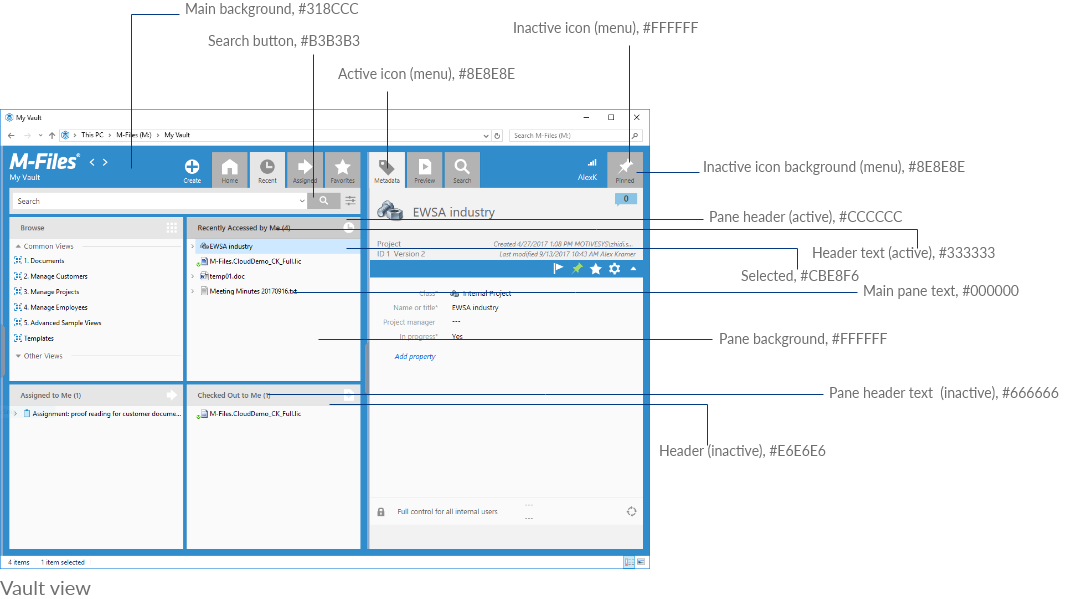 Main background, #318CCC
Inactive icon (menu), #FFFFFF
Search button, #B3B3B3
Active icon (menu), #8E8E8E
My Vault
This PC > M-Files (M:) > My Vault
Search M-Files (M:)
M-Files®
My Vault
Create
Home
Recent
Assigned
Favorites
Metadata
Preview
Search
AlexK
Pinned
Inactive icon background (menu), #8E8E8E
Search
0
EWSA industry
Pane header (active), #CCCCCC
Browse
Recently Accessed by Me (4)
Header text (active), #333333
Common Views
1. Documents
2. Manage Customers
3. Manage Projects
4. Manage Employees
5. Advanced Sample Views
Templates
Other Views
EWSA industry
M-Files.CloudDemo_CK_Full.lic
temp01.doc
Meeting Minutes 20170916.txt
Project
ID 1 Version 2
Created 4/27/2017 1:08 PM MOTIVESYS\zhidi.s...
Last modified 9/13/2017 10:43 AM Alex Kramer
Selected, #CBE8F6
Main pane text, #000000
Class*
Internal Project
Name or title*
EWSA industry
Project manager
---
In progress*
Yes
Add property
Pane background, #FFFFFF
Assigned to Me (1)
Checked Out to Me (1)
Pane header text (inactive), #666666
Assignment: proof reading for customer docume...
M-Files.CloudDemo_CK_Full.lic
Header (inactive), #E6E6E6
Full control for all internal users
---
---
4 items
1 item selected
Vault view